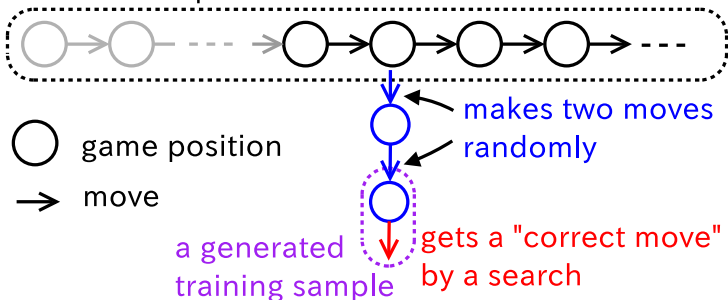 makes two moves
randomly
game position
move
gets a "correct move"
by a search
a generated
training sample